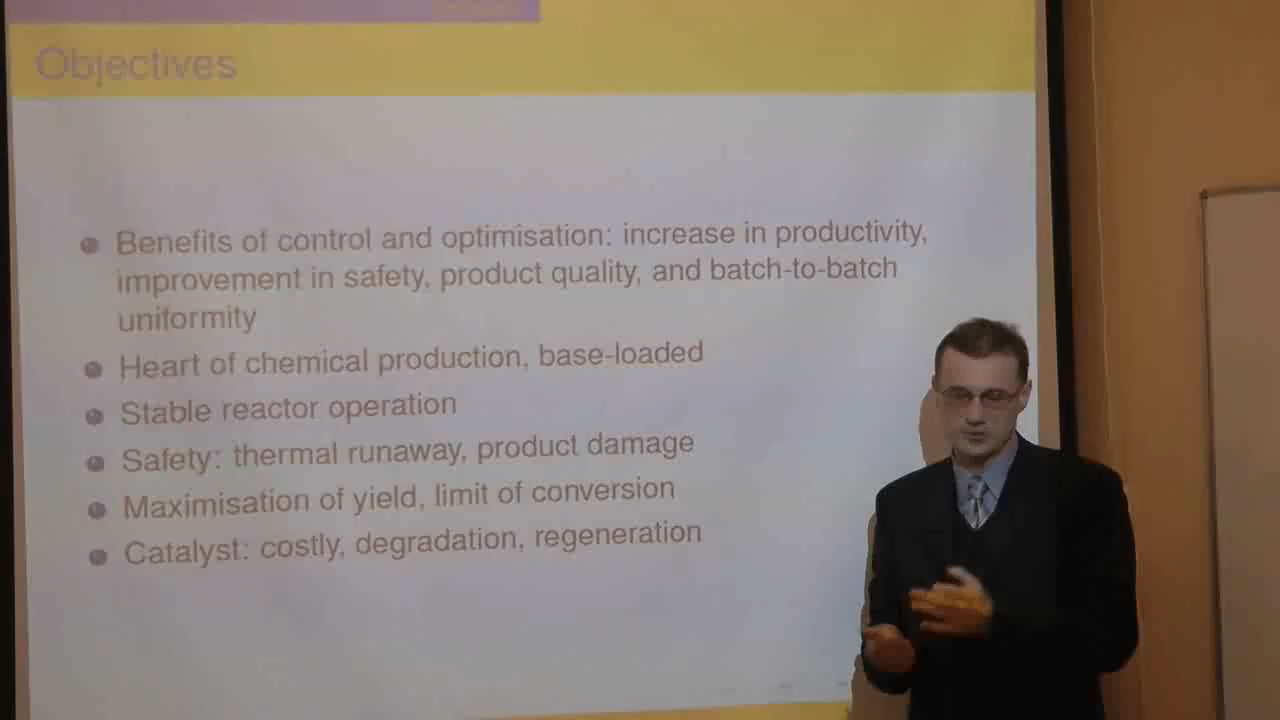 Objectives
Benefits of control and optimisation: increase in productivity,
improvement in safety, product quality, and batch-to-batch
uniformity
Heart of chemical production, base-loaded
Stable reactor operation
Safety: thermal runaway, product damage
Maximisation of yield, limit of conversion
Catalyst: costly, degradation, regeneration